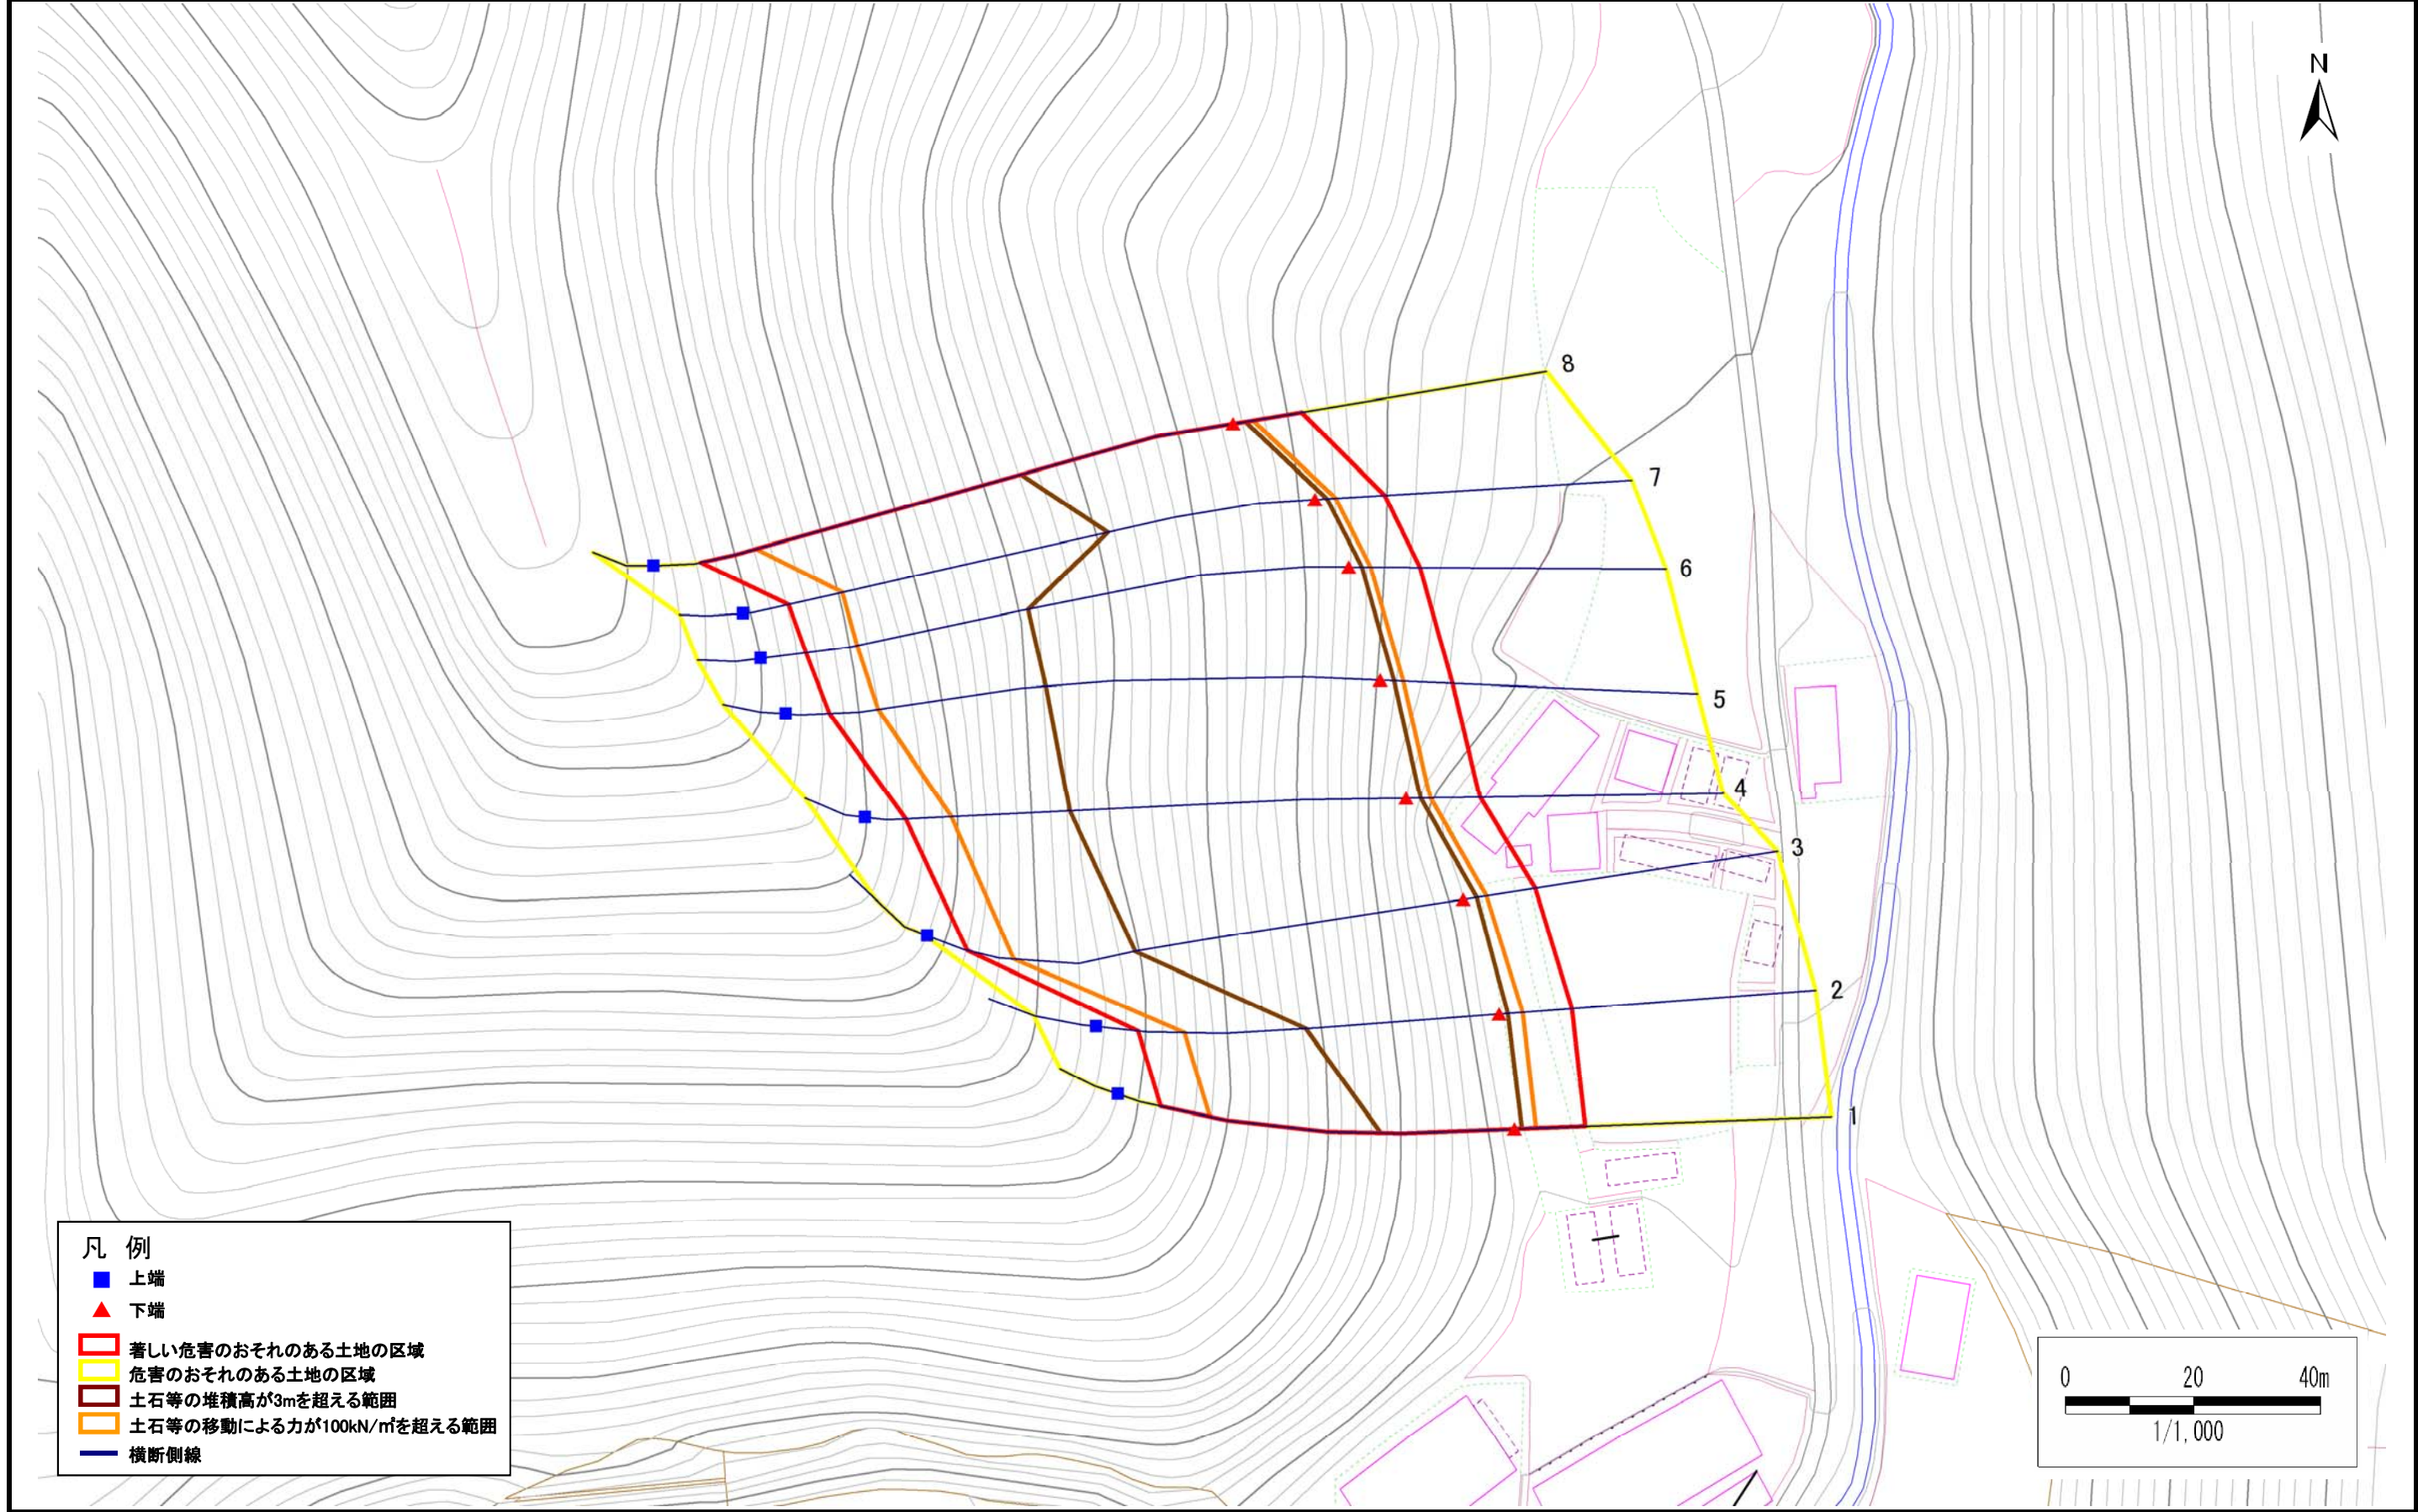 N
8
7
6
5
4
3
2
1
凡 例
上端
下端
著しい危害のおそれのある土地の区域
危害のおそれのある土地の区域
土石等の堆積高が3mを超える範囲
土石等の移動による力が100kN/㎡を超える範囲
横断側線
0 20 40m
1/1,000